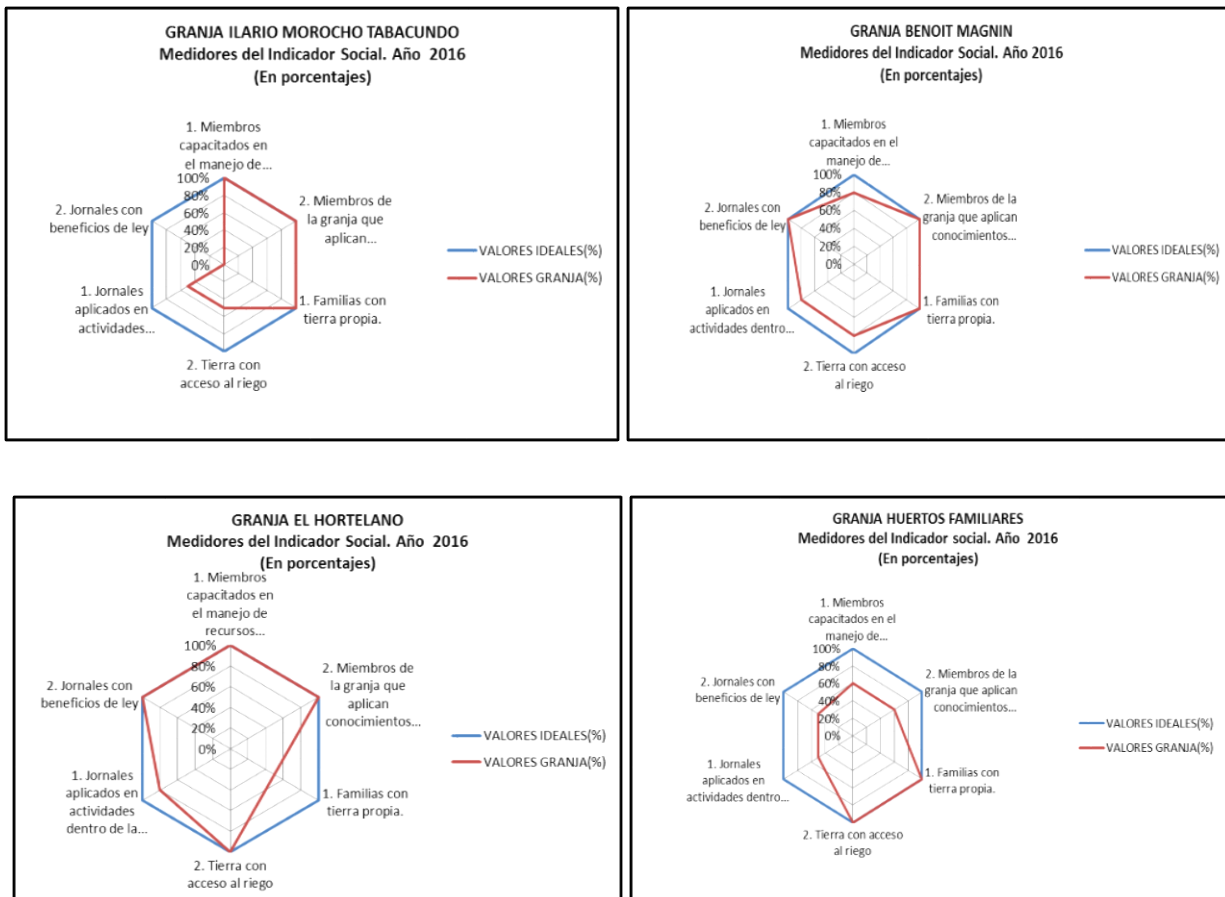 GRANJA ILARIO MOROCHO TABACUNDO
Medidores del Indicador Social. Año 2016
(En porcentajes)
1. Miembros
capacitados en
el manejo de...
100%
80%
60%
40%
20%
0%
2. Miembros de
la granja que
aplican...
1. Familias con
tierra propia.
2. Tierra con
acceso al riego
1. Jornales
aplicados en
actividades...
2. Jornales con
beneficios de ley
VALORES IDEALES(%)
VALORES GRANJA(%)
GRANJA BENOIT MAGNIN
Medidores del Indicador Social. Año 2016
(En porcentajes)
1. Miembros
capacitados en el
manejo de...
100%
80%
60%
40%
20%
0%
2. Miembros de la
granja que aplican
conocimientos...
1. Familias con
tierra propia.
2. Tierra con acceso
al riego
1. Jornales
aplicados en
actividades dentro...
2. Jornales con
beneficios de ley
VALORES IDEALES(%)
VALORES GRANJA(%)
GRANJA EL HORTELANO
Medidores del Indicador Social. Año 2016
(En porcentajes)
1. Miembros
capacitados en
el manejo de
recursos...
100%
80%
60%
40%
20%
0%
2. Miembros de
la granja que
aplican
conocimientos...
1. Familias con
tierra propia.
2. Tierra con
acceso al riego
1. Jornales
aplicados en
actividades
dentro de la...
2. Jornales con
beneficios de ley
VALORES IDEALES(%)
VALORES GRANJA(%)
GRANJA HUERTOS FAMILIARES
Medidores del Indicador social. Año 2016
(En porcentajes)
1. Miembros
capacitados en el
manejo de...
100%
80%
60%
40%
20%
0%
2. Miembros de la
granja que aplican
conocimientos...
1. Familias con
tierra propia.
2. Tierra con acceso
al riego
1. Jornales
aplicados en
actividades dentro...
2. Jornales con
beneficios de ley
VALORES IDEALES(%)
VALORES GRANJA(%)